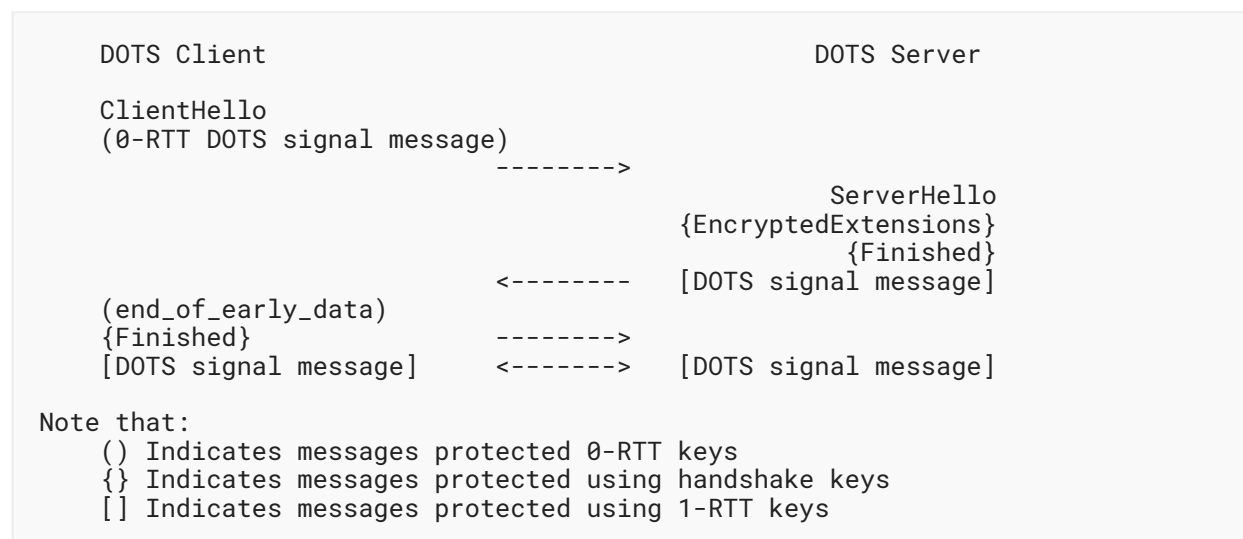 DOTS Client                                   DOTS Server
ClientHello
(0-RTT DOTS signal message)
-------->
ServerHello
{EncryptedExtensions}
{Finished}
<--------   [DOTS signal message]
(end_of_early_data)
{Finished}               -------->
[DOTS signal message]    <------->   [DOTS signal message]
Note that:
() Indicates messages protected 0-RTT keys
{} Indicates messages protected using handshake keys
[] Indicates messages protected using 1-RTT keys